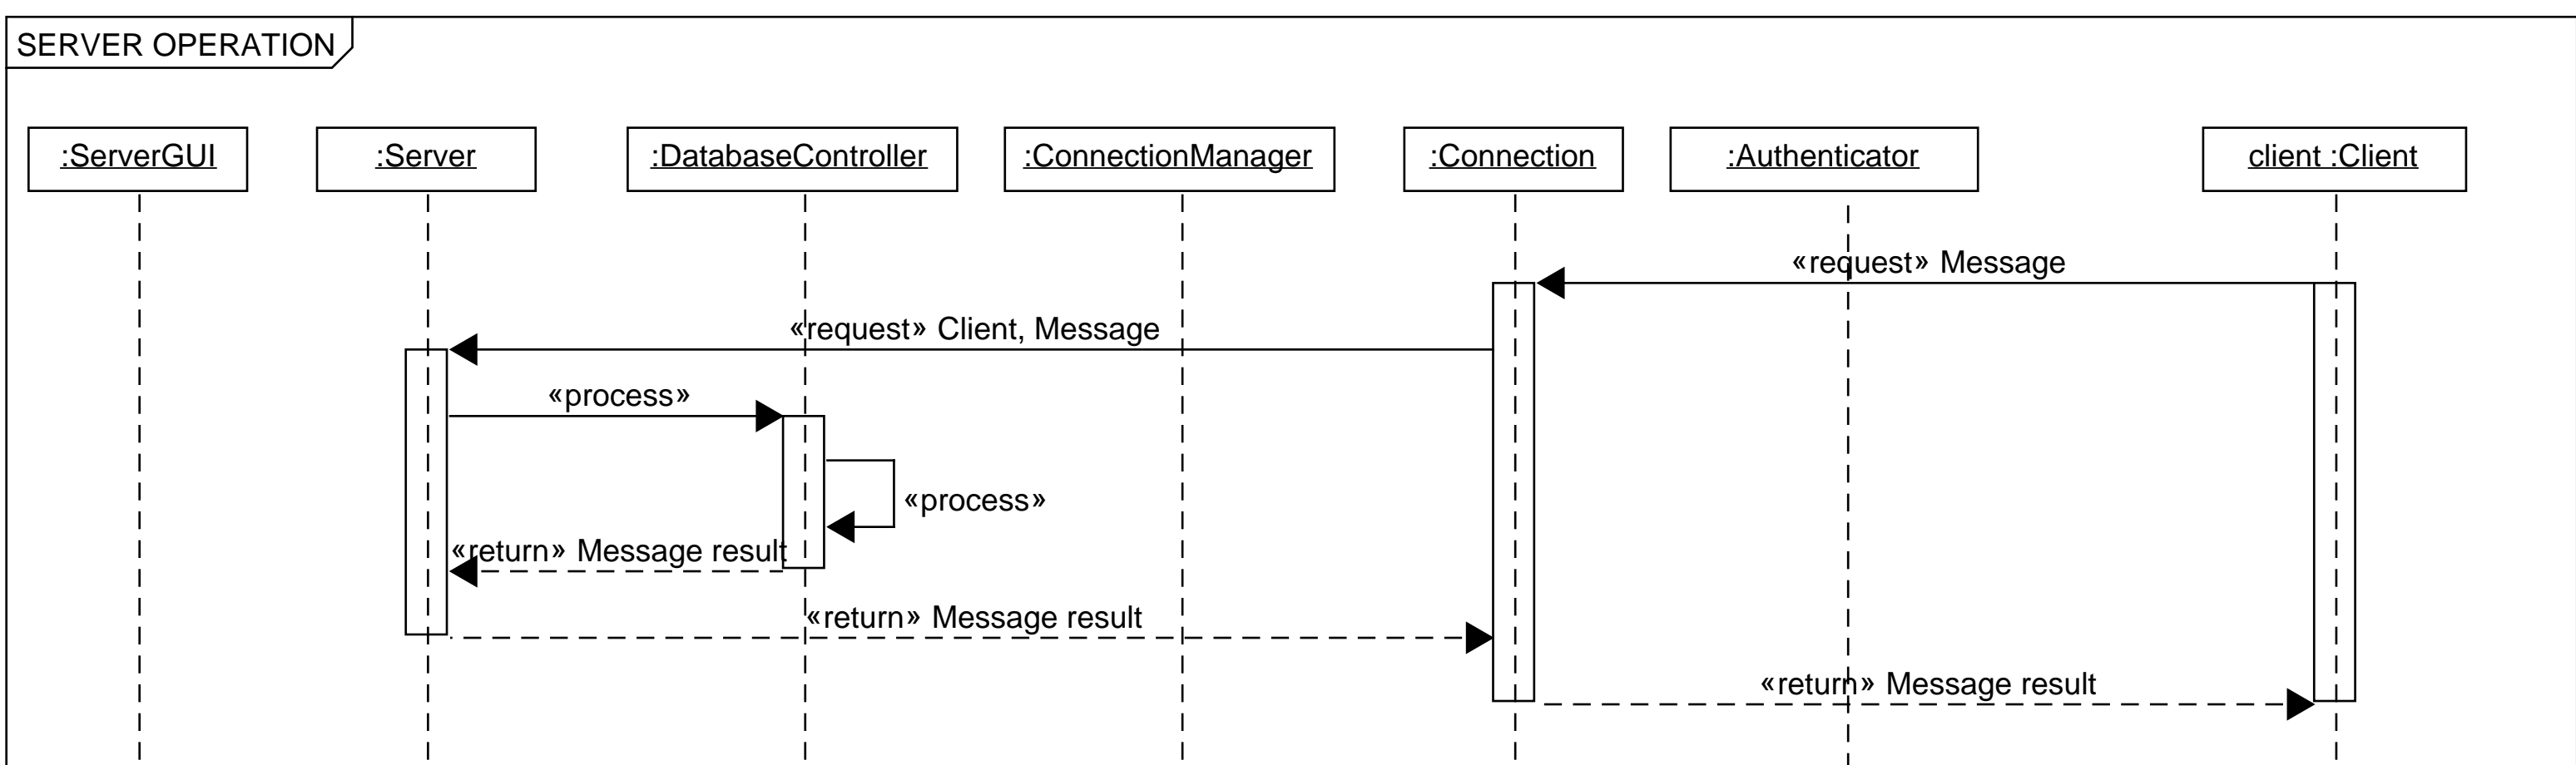 SERVER OPERATION
:ServerGUI
:Server
:DatabaseController
:ConnectionManager
:Connection
:Authenticator
client :Client
«request» Message
«request» Client, Message
«process»
«process»
«return» Message result
«return» Message result
«return» Message result